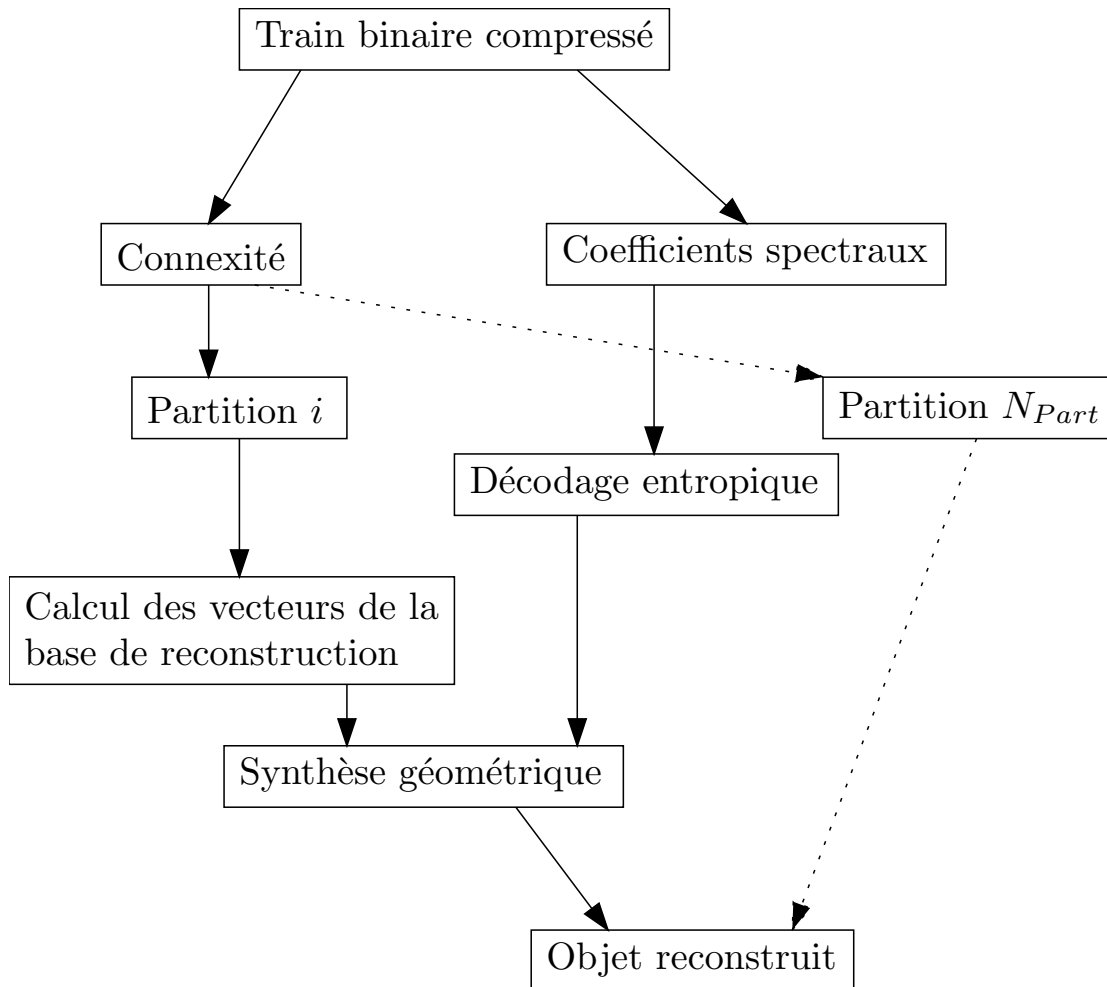 Train binaire compressé
Connexité
Coefficients spectraux
Partition i
Partition N_{Part}
Décodage entropique
Calcul des vecteurs de la
base de reconstruction
Synthèse géométrique
Objet reconstruit